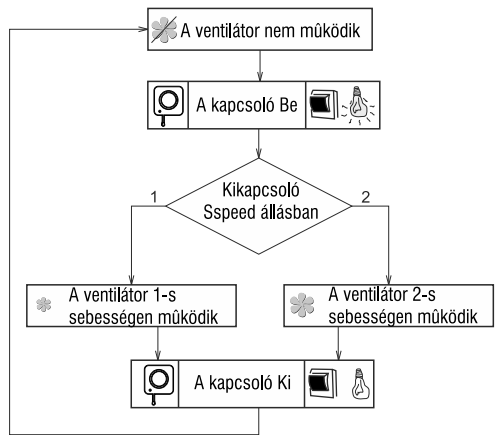 A ventilátor nem mûködik
A kapcsoló Be
Kikapcsoló
Sspeed állásban
1
2
A ventilátor 1-s
sebességen mûködik
A ventilátor 2-s
sebességen mûködik
A kapcsoló Ki